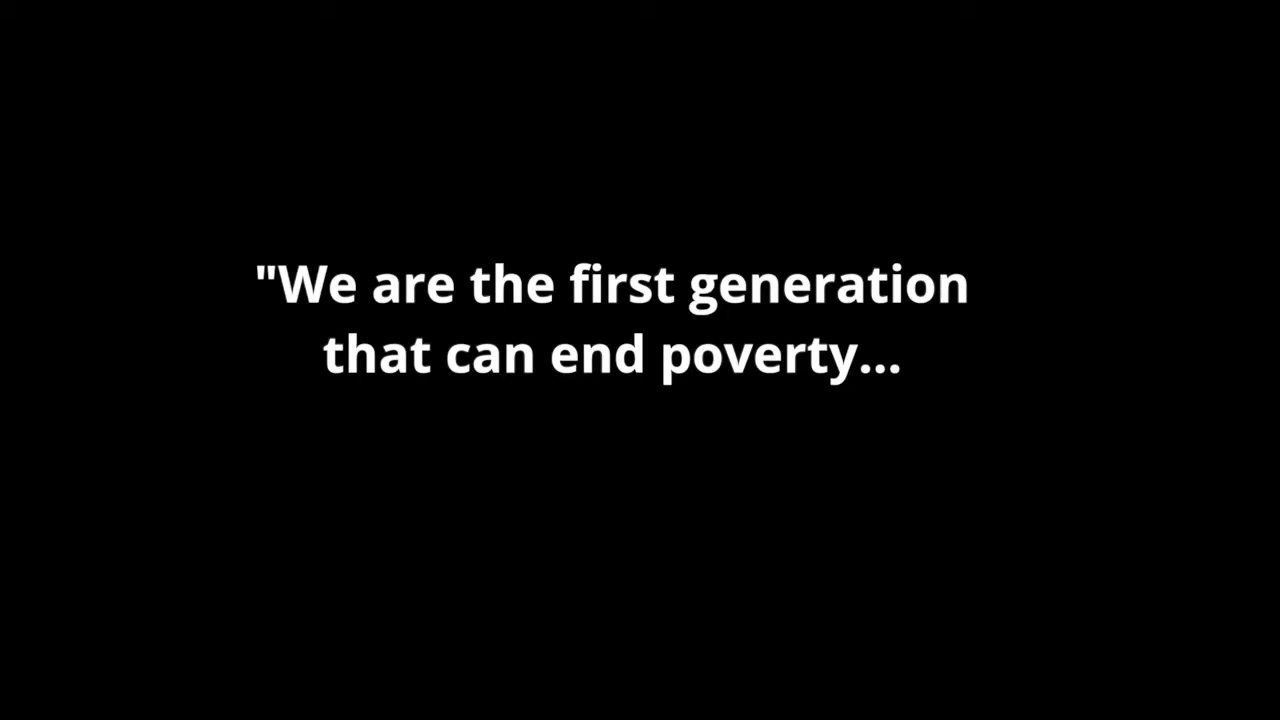 "We are the first generation
that can end poverty...